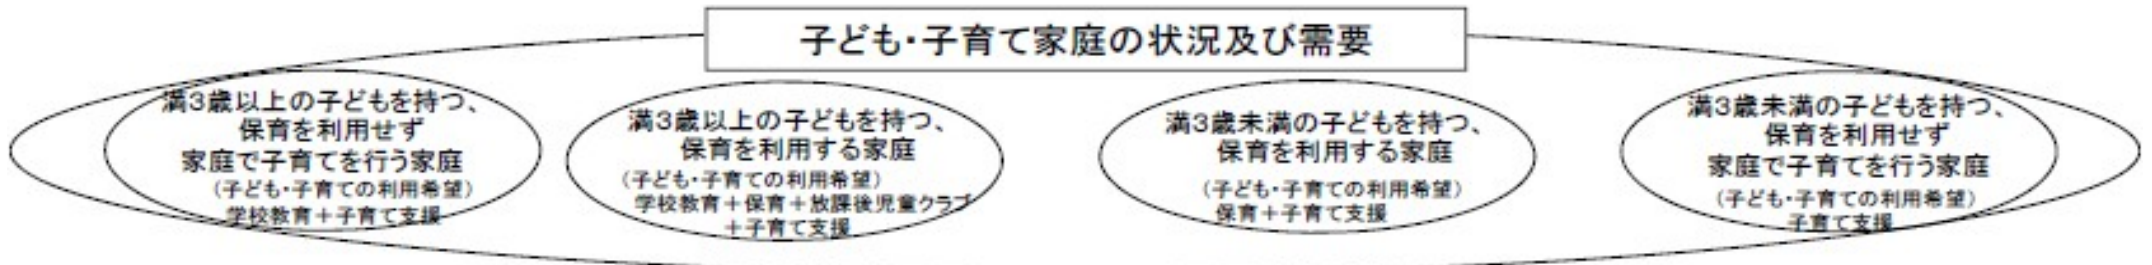 子ども・子育て家庭の状況及び需要
満3歳以上の子どもを持つ、
保育を利用せず
家庭で子育てを行う家庭
(子ども・子育ての利用希望)
学校教育+子育て支援
満3歳以上の子どもを持つ、
保育を利用する家庭
(子ども・子育ての利用希望)
学校教育+保育+放課後児童クラブ
+子育て支援
満3歳未満の子どもを持つ、
保育を利用する家庭
(子ども・子育ての利用希望)
保育+子育て支援
満3歳未満の子どもを持つ、
保育を利用せず
家庭で子育てを行う家庭
(子ども・子育ての利用希望)
子育て支援